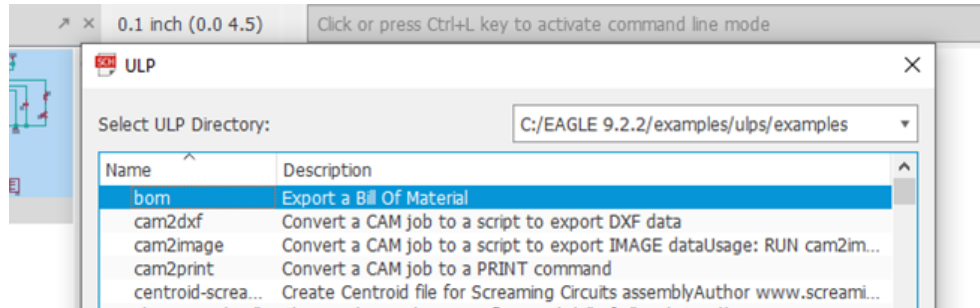 0.1 inch (0.0 4.5) Click or press Ctrl+L key to activate command line mode
SCH ULP
Select ULP Directory: C:/EAGLE 9.2.2/examples/ulps/examples
Name Description
bom Export a Bill Of Material
cam2dxf Convert a CAM job to a script to export DXF data
cam2image Convert a CAM job to a script to export IMAGE dataUsage: RUN cam2im...
cam2print Convert a CAM job to a PRINT command
centroid-screa... Create Centroid file for Screaming Circuits assemblyAuthor www.screami...